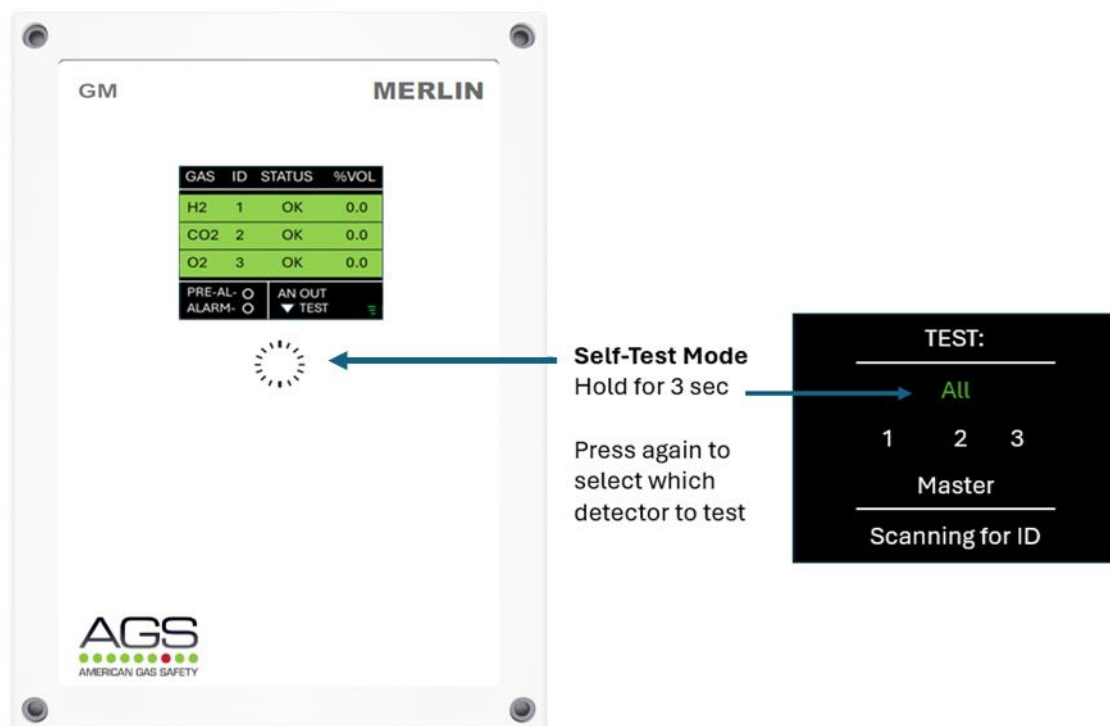 GM MERLIN
GAS ID STATUS %VOL
H2 1 OK 0.0
CO2 2 OK 0.0
O2 3 OK 0.0
PRE-AL-
ALARM-
AN OUT
TEST
Self-Test Mode
Hold for 3 sec
Press again to
select which
detector to test
TEST:
All
1 2 3
Master
Scanning for ID
AGS
AMERICAN GAS SAFETY